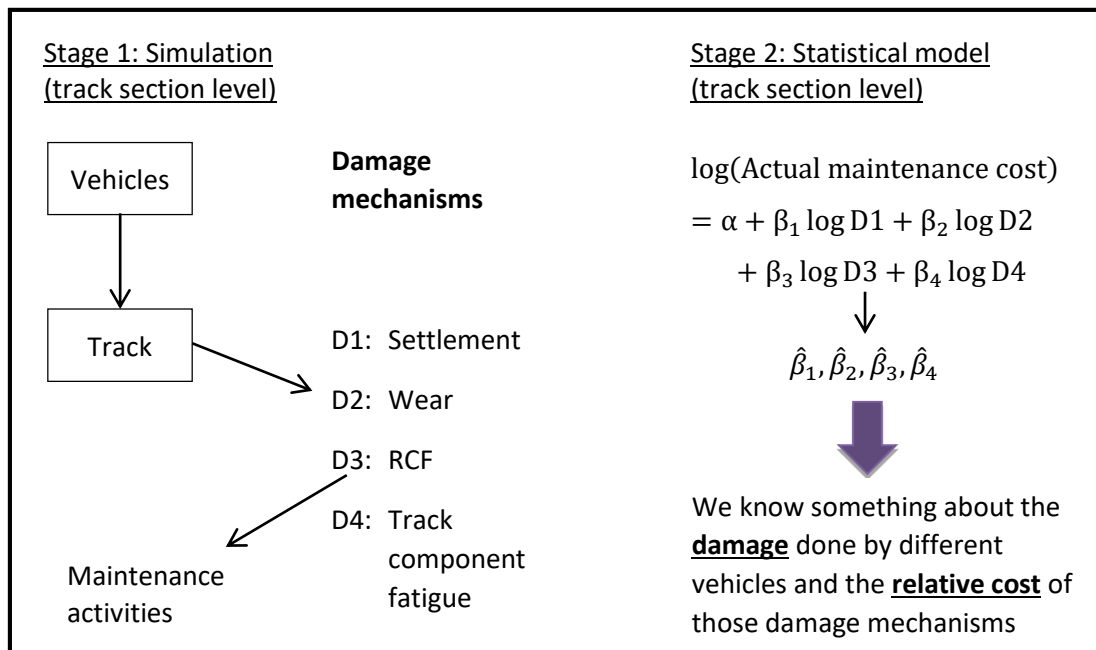 Stage 1: Simulation
(track section level)
Vehicles
Track
Damage
mechanisms
D1: Settlement
D2: Wear
D3: RCF
D4: Track
component
fatigue
Maintenance
activities
Stage 2: Statistical model
(track section level)
log(Actual maintenance cost)
= α + β₁ log D1 + β₂ log D2
+ β₃ log D3 + β₄ log D4
β̂₁, β̂₂, β̂₃, β̂₄
We know something about the
damage done by different
vehicles and the relative cost of
those damage mechanisms